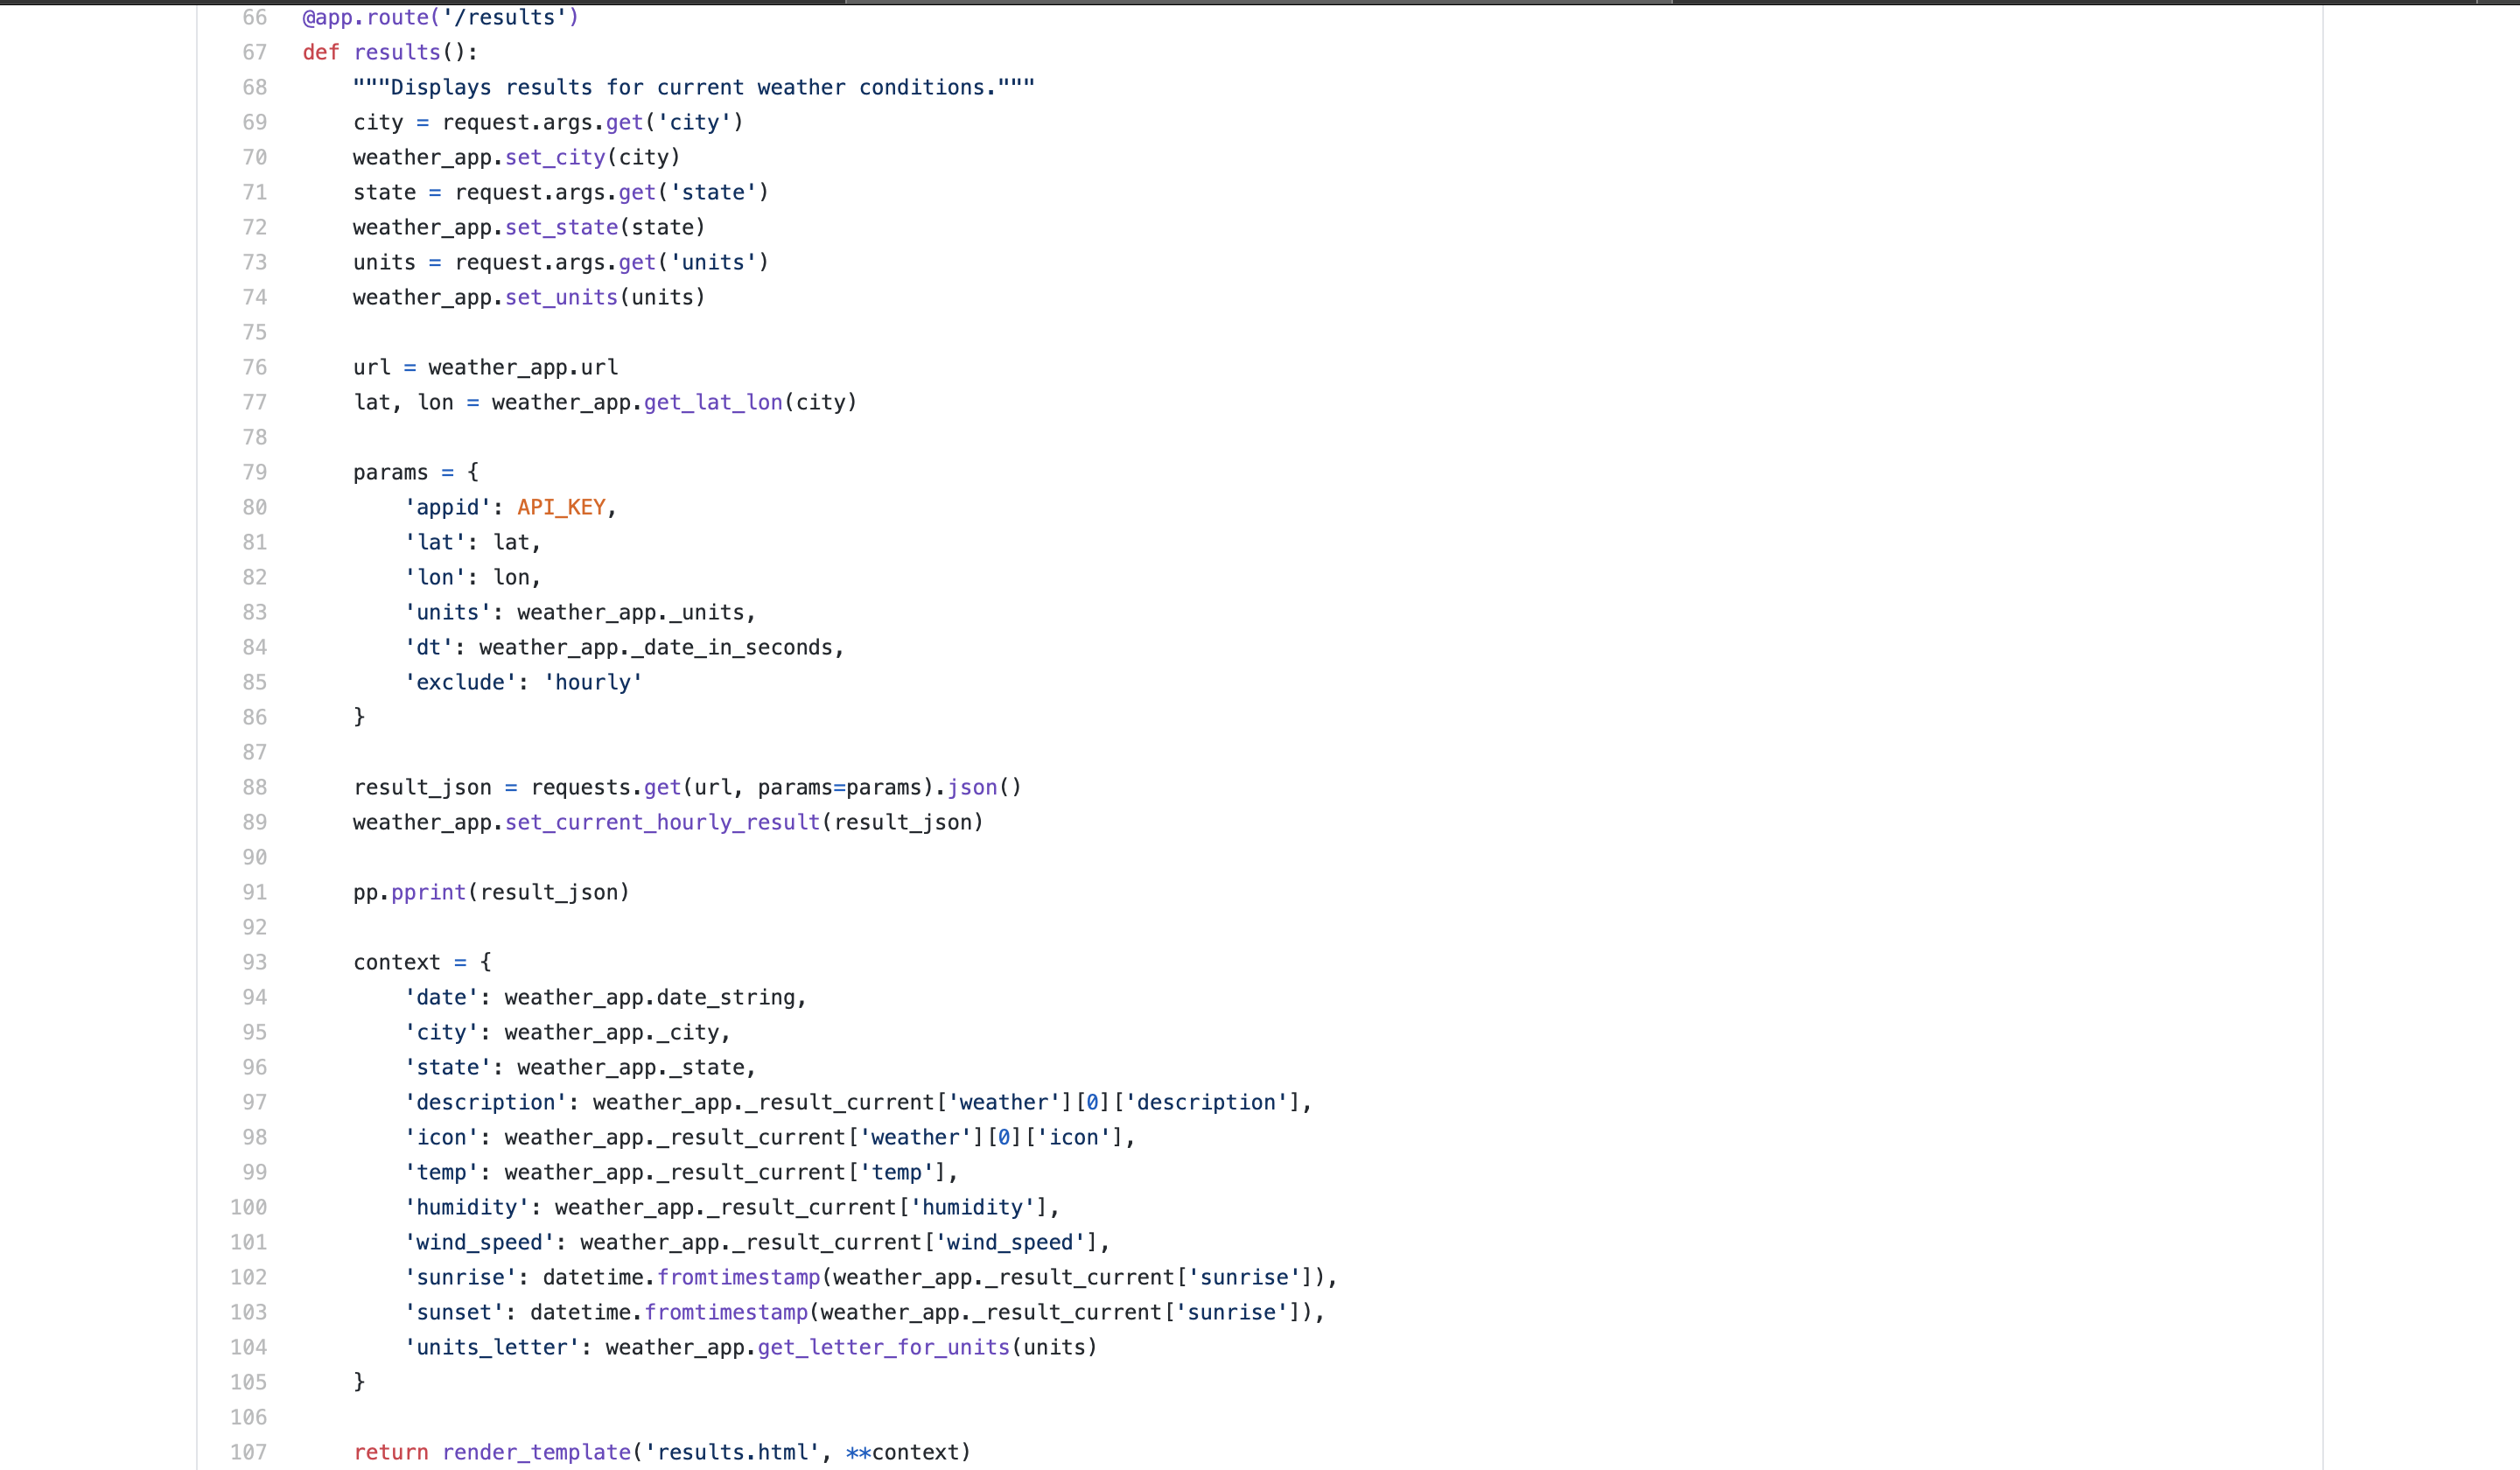 66 @app.route('/results')
67 def results():
68     """Displays results for current weather conditions."""
69     city = request.args.get('city')
70     weather_app.set_city(city)
71     state = request.args.get('state')
72     weather_app.set_state(state)
73     units = request.args.get('units')
74     weather_app.set_units(units)
75
76     url = weather_app.url
77     lat, lon = weather_app.get_lat_lon(city)
78
79     params = {
80         'appid': API_KEY,
81         'lat': lat,
82         'lon': lon,
83         'units': weather_app._units,
84         'dt': weather_app._date_in_seconds,
85         'exclude': 'hourly'
86     }
87
88     result_json = requests.get(url, params=params).json()
89     weather_app.set_current_hourly_result(result_json)
90
91     pp.pprint(result_json)
92
93     context = {
94         'date': weather_app.date_string,
95         'city': weather_app._city,
96         'state': weather_app._state,
97         'description': weather_app._result_current['weather'][0]['description'],
98         'icon': weather_app._result_current['weather'][0]['icon'],
99         'temp': weather_app._result_current['temp'],
100         'humidity': weather_app._result_current['humidity'],
101         'wind_speed': weather_app._result_current['wind_speed'],
102         'sunrise': datetime.fromtimestamp(weather_app._result_current['sunrise']),
103         'sunset': datetime.fromtimestamp(weather_app._result_current['sunrise']),
104         'units_letter': weather_app.get_letter_for_units(units)
105     }
106
107     return render_template('results.html', **context)